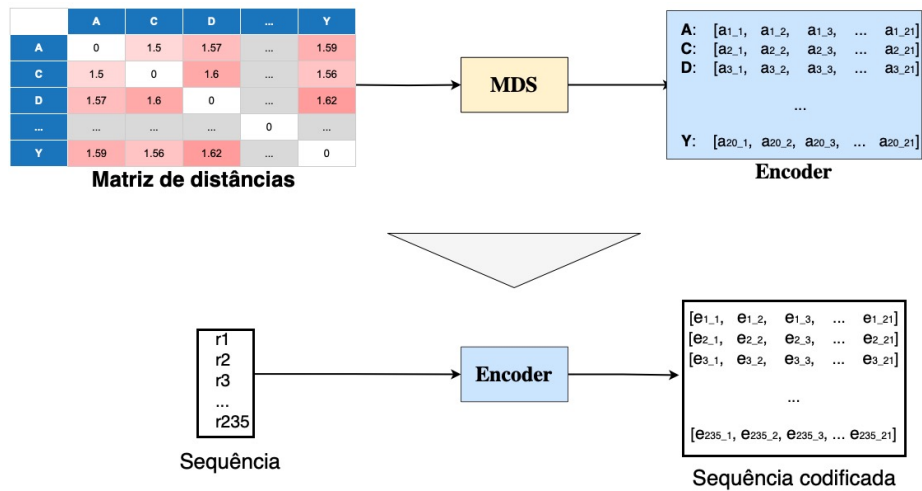 A C D ... Y
A 0 1.5 1.57 ... 1.59
C 1.5 0 1.6 ... 1.56
D 1.57 1.6 0 ... 1.62
... ... ... ... 0 ...
Y 1.59 1.56 1.62 ... 0
Matriz de distâncias
MDS
A: [a1_1, a1_2, a1_3, ... a1_21]
C: [a2_1, a2_2, a2_3, ... a2_21]
D: [a3_1, a3_2, a3_3, ... a3_21]
...
Y: [a20_1, a20_2, a20_3, ... a20_21]
Encoder
r1
r2
r3
...
r235
Sequência
Encoder
[e1_1, e1_2, e1_3, ... e1_21]
[e2_1, e2_2, e2_3, ... e2_21]
[e3_1, e3_2, e3_3, ... e3_21]
...
[e235_1, e235_2, e235_3, ... e235_21]
Sequência codificada